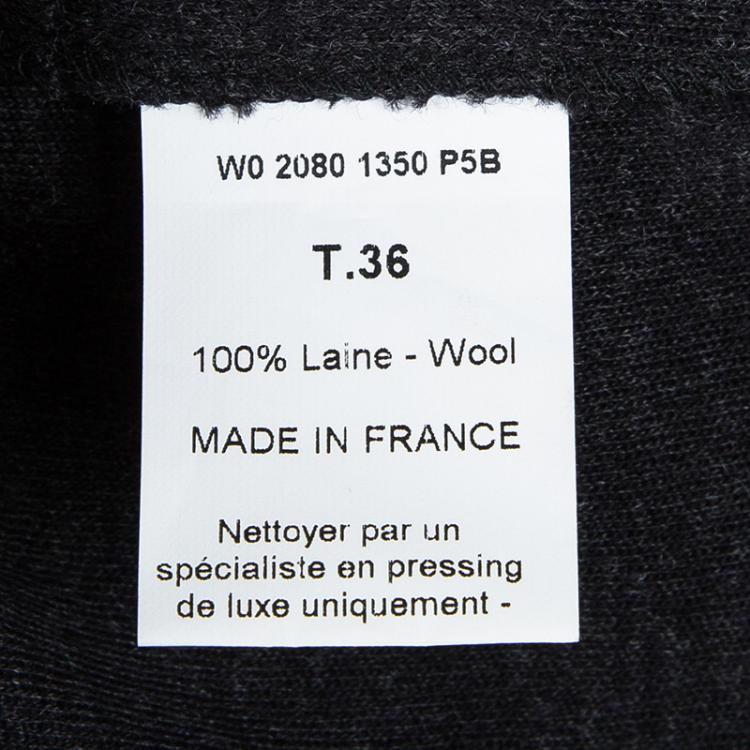 W0 2080 1350 P5B
T.36
100% Laine - Wool
MADE IN FRANCE
Nettoyer par un
spécialiste en pressing
de luxe uniquement -